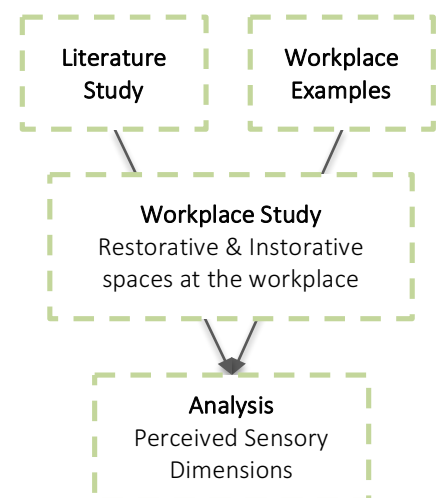 Literature
Study
Workplace
Examples
Workplace Study
Restorative & Instorative
spaces at the workplace
Analysis
Perceived Sensory
Dimensions